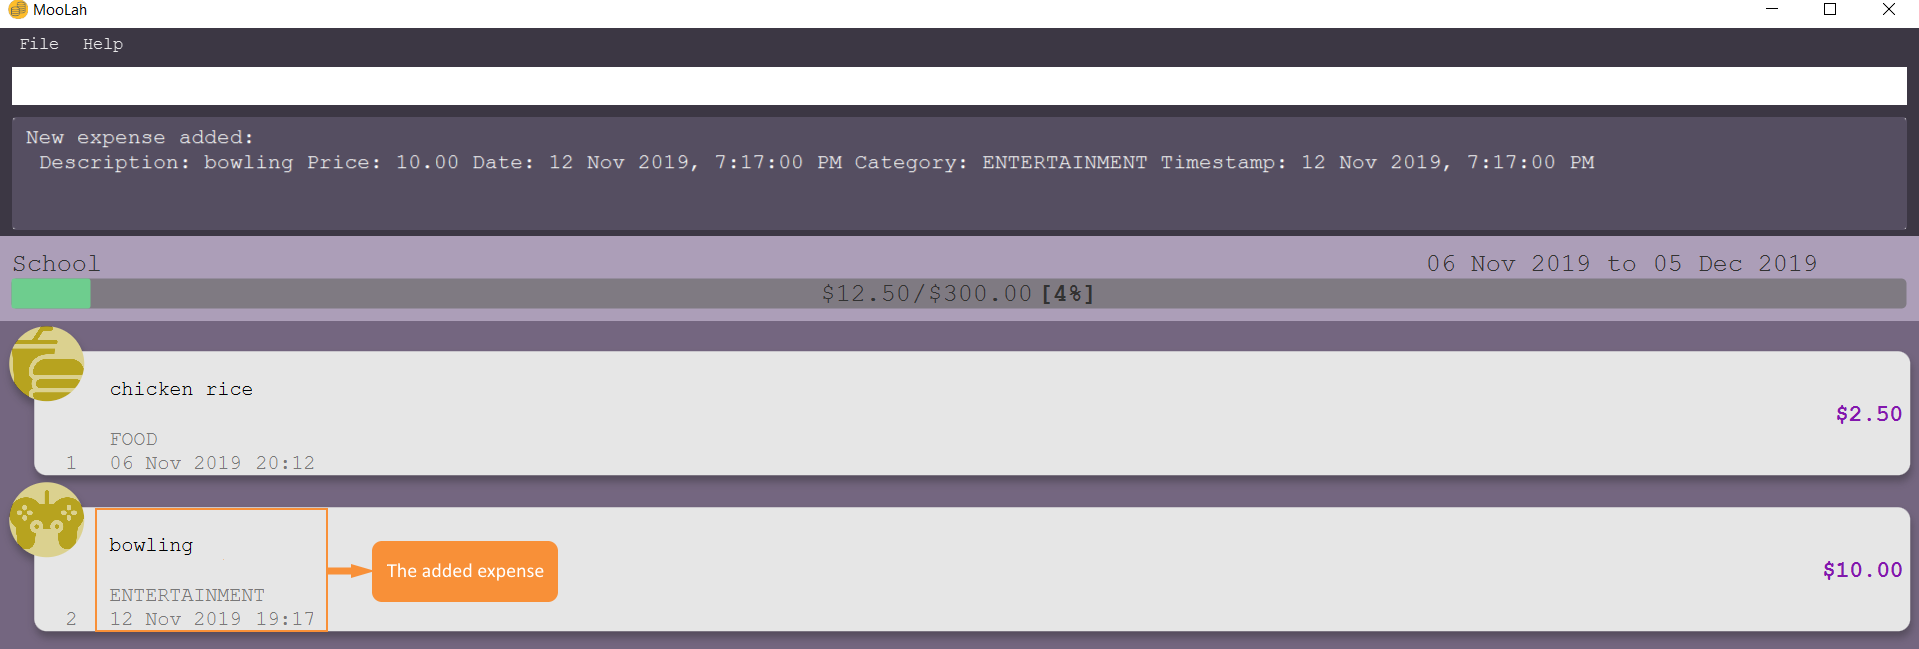 MooLah
File Help
New expense added:
Description: bowling Price: 10.00 Date: 12 Nov 2019, 7:17:00 PM Category: ENTERTAINMENT Timestamp: 12 Nov 2019, 7:17:00 PM
School 06 Nov 2019 to 05 Dec 2019
$12.50/$300.00 [4%]
chicken rice
$2.50
FOOD
1 06 Nov 2019 20:12
bowling
The added expense $10.00
ENTERTAINMENT
2 12 Nov 2019 19:17